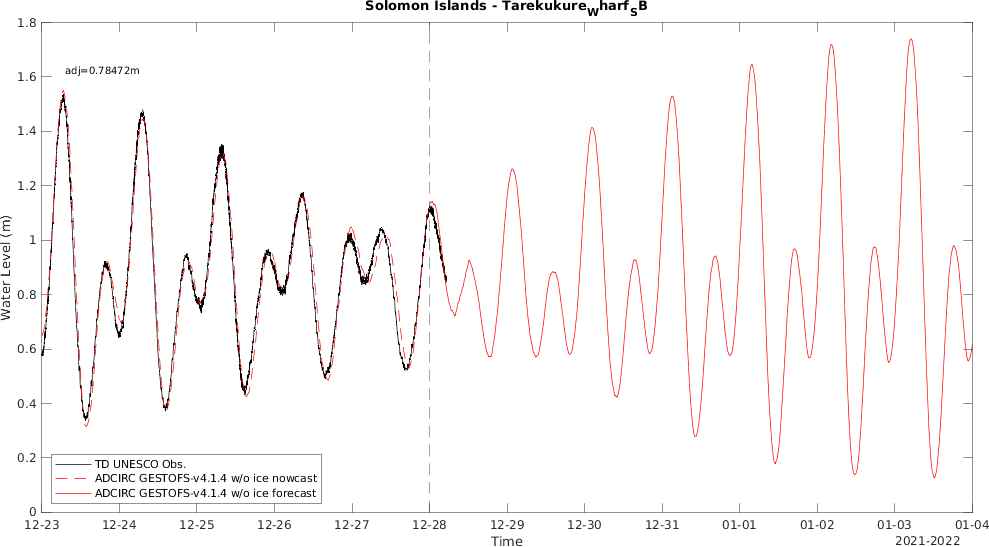 Solomon Islands - TarekukureWharfSB
1.8
1.6
1.4
1.2
1
0.8
0.6
0.4
0.2
0
Water Level (m)
adj=0.78472m
TD UNESCO Obs.
ADCIRC GESTOFS-v4.1.4 w/o ice nowcast
ADCIRC GESTOFS-v4.1.4 w/o ice forecast
12-23 12-24 12-25 12-26 12-27 12-28 12-29 12-30 12-31 01-01 01-02 01-03 01-04
Time
2021-2022